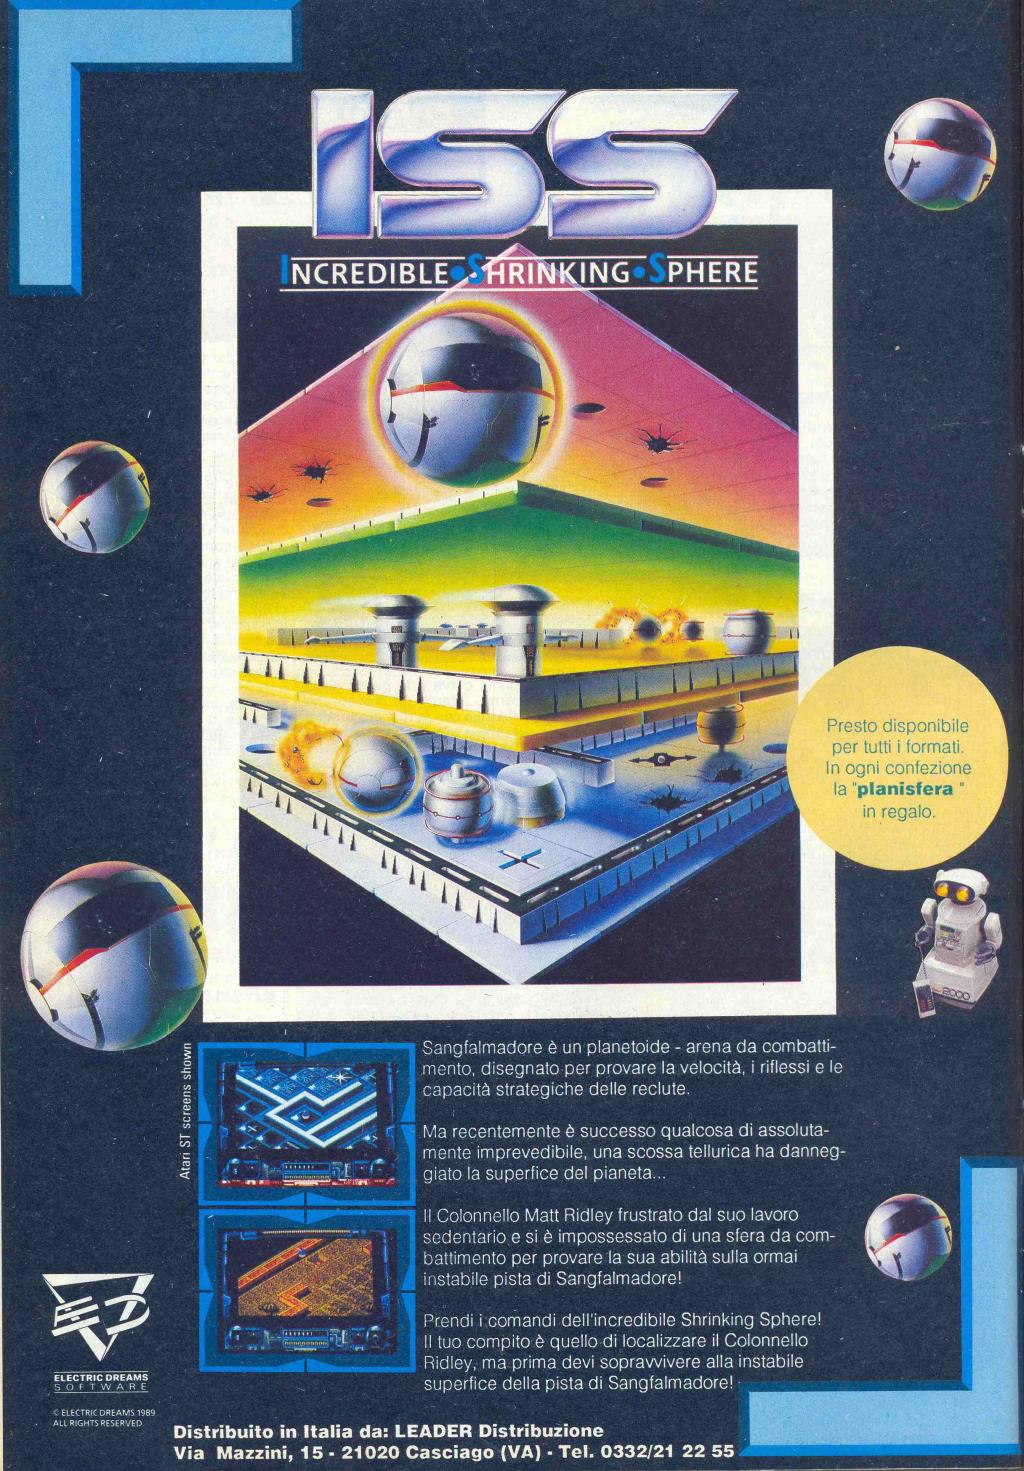 ISS
INCREDIBLE•SHRINKING•SPHERE
Presto disponibile
per tutti i formati.
In ogni confezione
la "planisfera "
in regalo.
2000
Atari ST screens shown
Sangfalmadore è un planetoide - arena da combatti-
mento, disegnato per provare la velocità, i riflessi e le
capacità strategiche delle reclute.
Ma recentemente è successo qualcosa di assoluta-
mente imprevedibile, una scossa tellurica ha danneg-
giato la superfice del pianeta...
Il Colonnello Matt Ridley frustrato dal suo lavoro
sedentario e si è impossessato di una sfera da com-
battimento per provare la sua abilità sulla ormai
instabile pista di Sangfalmadore!
Prendi i comandi dell'incredibile Shrinking Sphere!
Il tuo compito è quello di localizzare il Colonnello
Ridley, ma prima devi sopravvivere alla instabile
superfice della pista di Sangfalmadore!
ED
ELECTRIC DREAMS
SOFTWARE
© ELECTRIC DREAMS 1989
ALL RIGHTS RESERVED.
Distribuito in Italia da: LEADER Distribuzione
Via Mazzini, 15 - 21020 Casciago (VA) - Tel. 0332/21 22 55